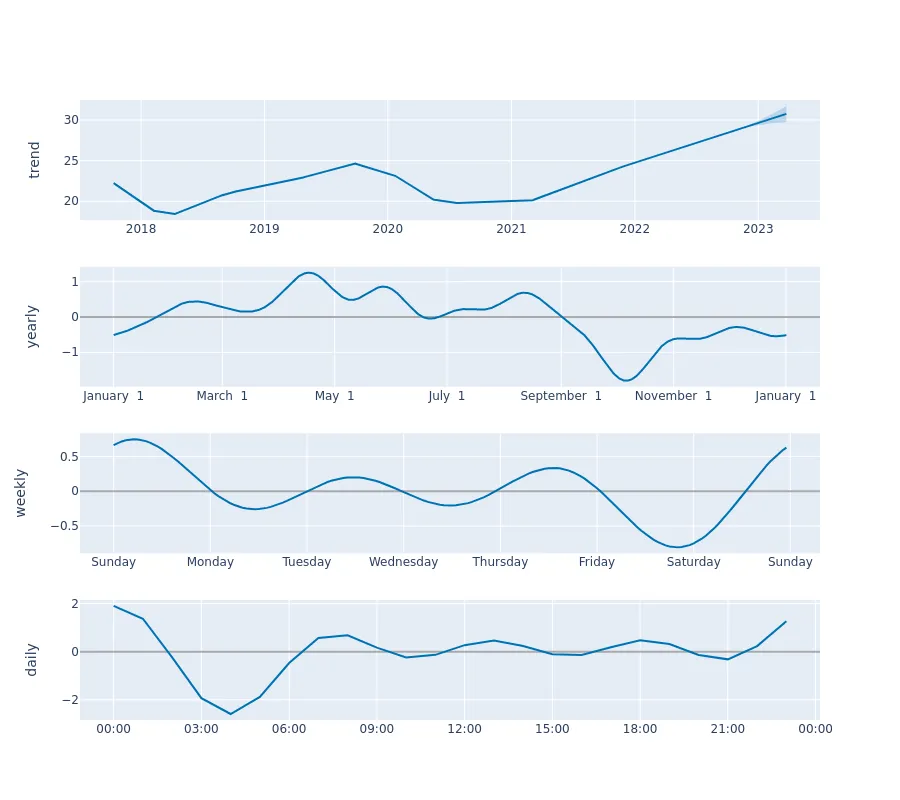 trend
30
25
20
2018 2019 2020 2021 2022 2023
yearly
1
0
−1
January 1 March 1 May 1 July 1 September 1 November 1 January 1
weekly
0.5
0
−0.5
Sunday Monday Tuesday Wednesday Thursday Friday Saturday Sunday
daily
2
0
−2
00:00 03:00 06:00 09:00 12:00 15:00 18:00 21:00 00:00